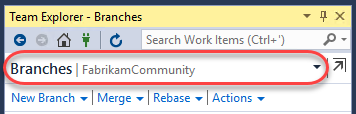 Team Explorer - Branches
Search Work Items (Ctrl+')
Branches | FabrikamCommunity
New Branch | Merge | Rebase | Actions